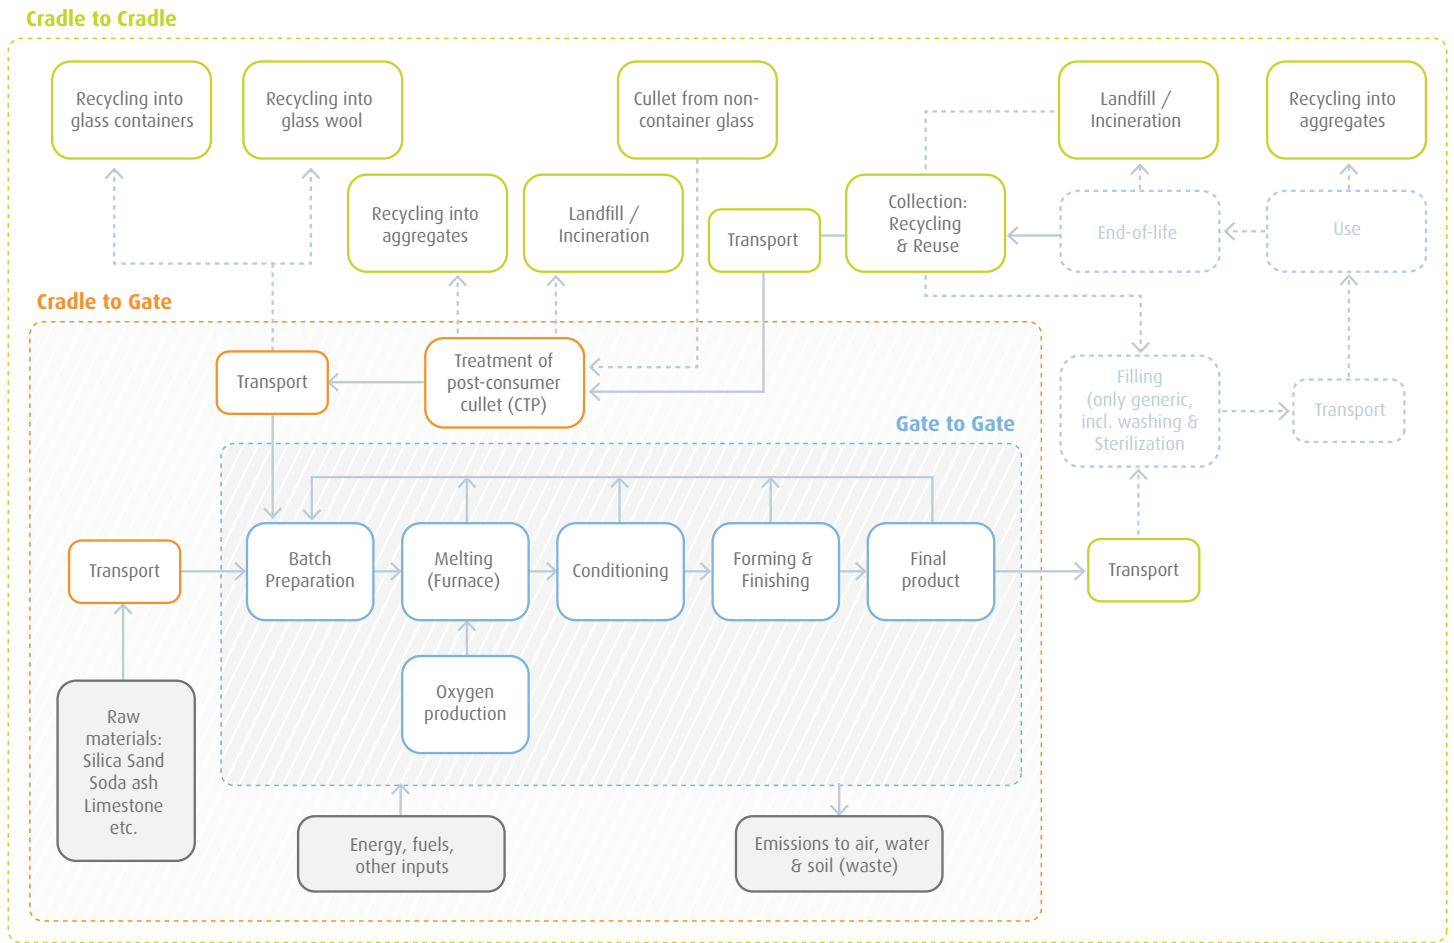 Cradle to Cradle
Recycling into
glass containers
Recycling into
glass wool
Cullet from non-
container glass
Landfill /
Incineration
Recycling into
aggregates
Recycling into
aggregates
Landfill /
Incineration
Transport
Collection:
Recycling
& Reuse
End-of-life
Use
Cradle to Gate
Transport
Treatment of
post-consumer
cullet (CTP)
Filling
(only generic,
incl. washing &
Sterilization
Transport
Gate to Gate
Transport
Batch
Preparation
Melting
(Furnace)
Conditioning
Forming &
Finishing
Final
product
Transport
Oxygen
production
Raw
materials:
Silica Sand
Soda ash
Limestone
etc.
Energy, fuels,
other inputs
Emissions to air, water
& soil (waste)